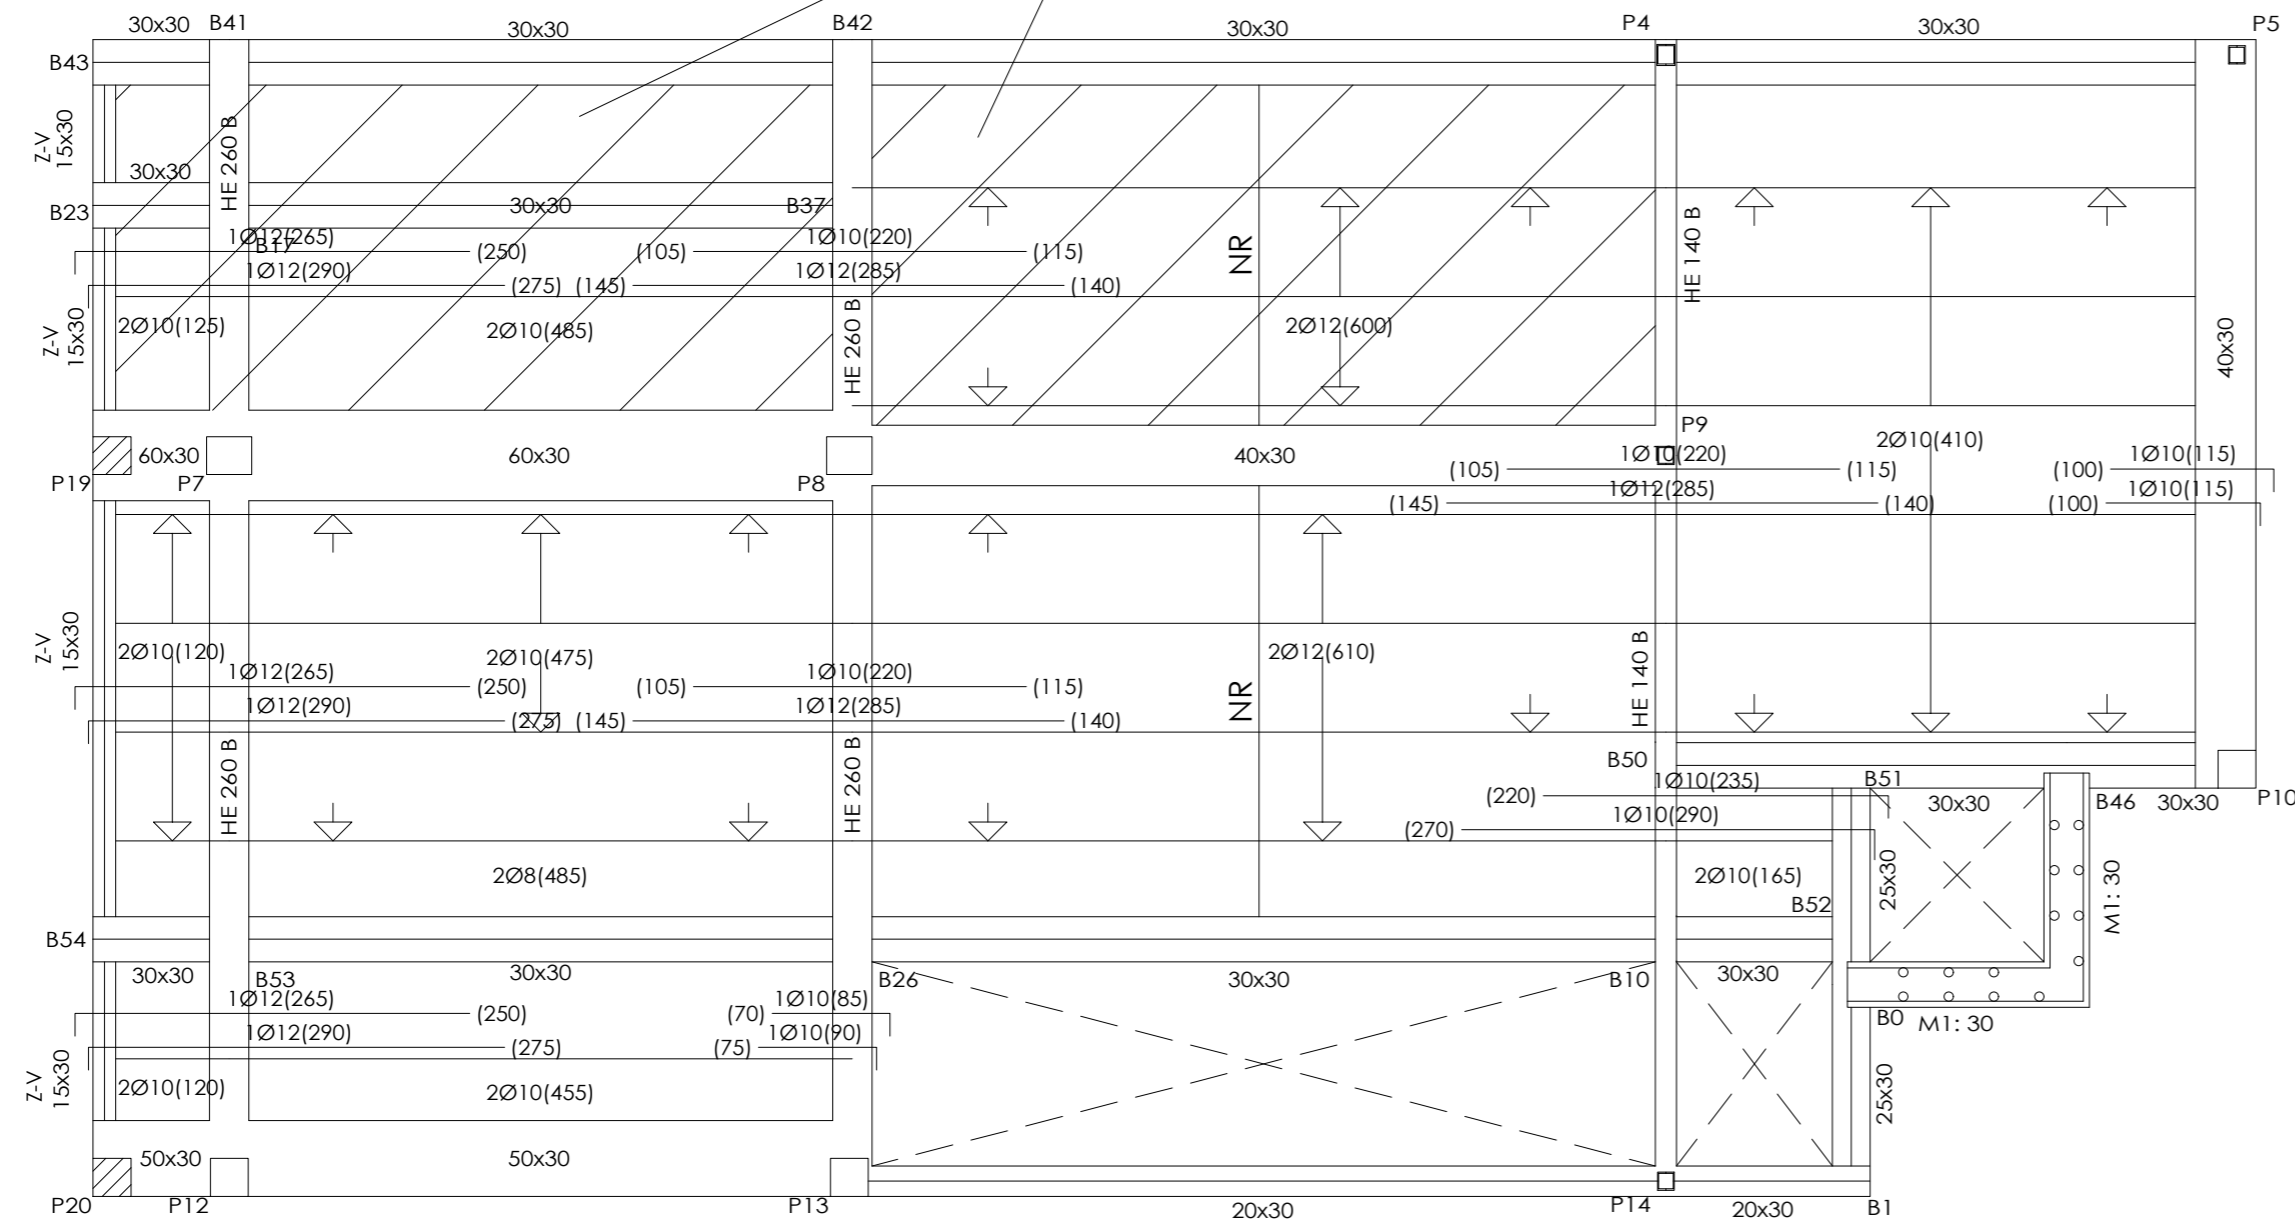 30x30 B41 30x30 B42 30x30 P4 30x30 P5
B43
Z-V
15x30
HE 260 B
30x30
B23 30x30 B37
HE 140 B
1Ø12(265) 1Ø10(220)
B17
(250) (105) (115)
NR
1Ø12(290) 1Ø12(285)
(275) (145) (140)
Z-V
15x30
2Ø10(125) 2Ø10(485) HE 260 B 2Ø12(600) 40x30
P9
2Ø10(410)
60x30 60x30 40x30 1Ø10(220) 1Ø10(115)
(105) (115) (100)
P19 P7 P8 1Ø12(285) 1Ø10(115)
(145) (140) (100)
Z-V
15x30
2Ø10(120) 2Ø10(475) 2Ø12(610) HE 140 B
1Ø12(265) 1Ø10(220)
(250) (105) (115)
NR
1Ø12(290) 1Ø12(285)
(275) (145) (140)
HE 260 B HE 260 B
B50
1Ø10(235) B51
(220) 30x30 B46 30x30 P10
1Ø10(290)
(270)
2Ø8(485) 2Ø10(165) 25x30 M1: 30
B52
B54
30x30 B53 30x30 B26 30x30 B10 30x30
1Ø12(265) 1Ø10(85)
(250) (70)
B0 M1: 30
1Ø12(290) 1Ø10(90)
(275) (75)
Z-V
15x30
2Ø10(120) 2Ø10(455) 25x30
50x30 50x30
P20 P12 P13 20x30 P14 20x30 B1